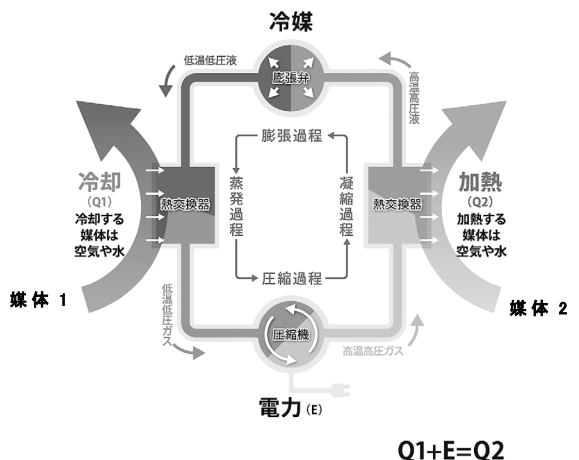 冷媒
低温低圧液
膨張弁
高温
高圧液
膨張過程
冷却
(Q1)
冷却する
媒体は
空気や水
熱交換器
蒸発過程
凝縮過程
熱交換器
加熱
(Q2)
加熱する
媒体は
空気や水
圧縮過程
媒体 1
媒体 2
低温
低圧ガス
圧縮機
高温高圧ガス
電力(E)
Q1+E=Q2